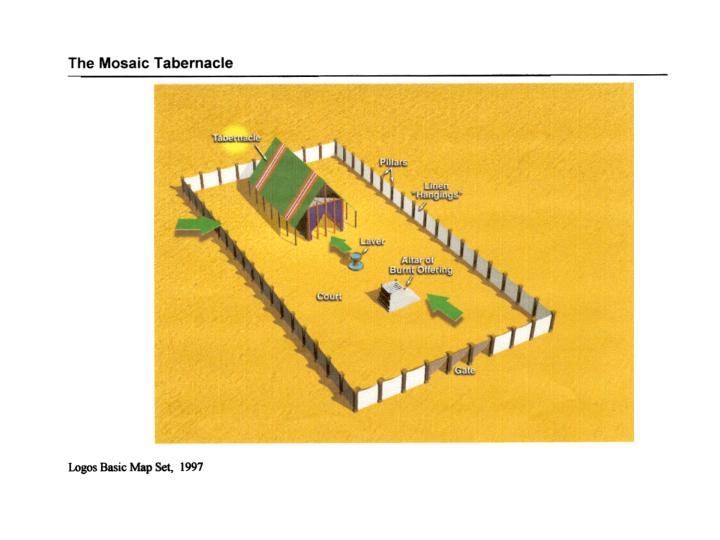 The Mosaic Tabernacle
Tabernacle
Pillars
Linen
"Hangings"
Laver
Altar of
Burnt Offering
Court
Gate
Logos Basic Map Set, 1997